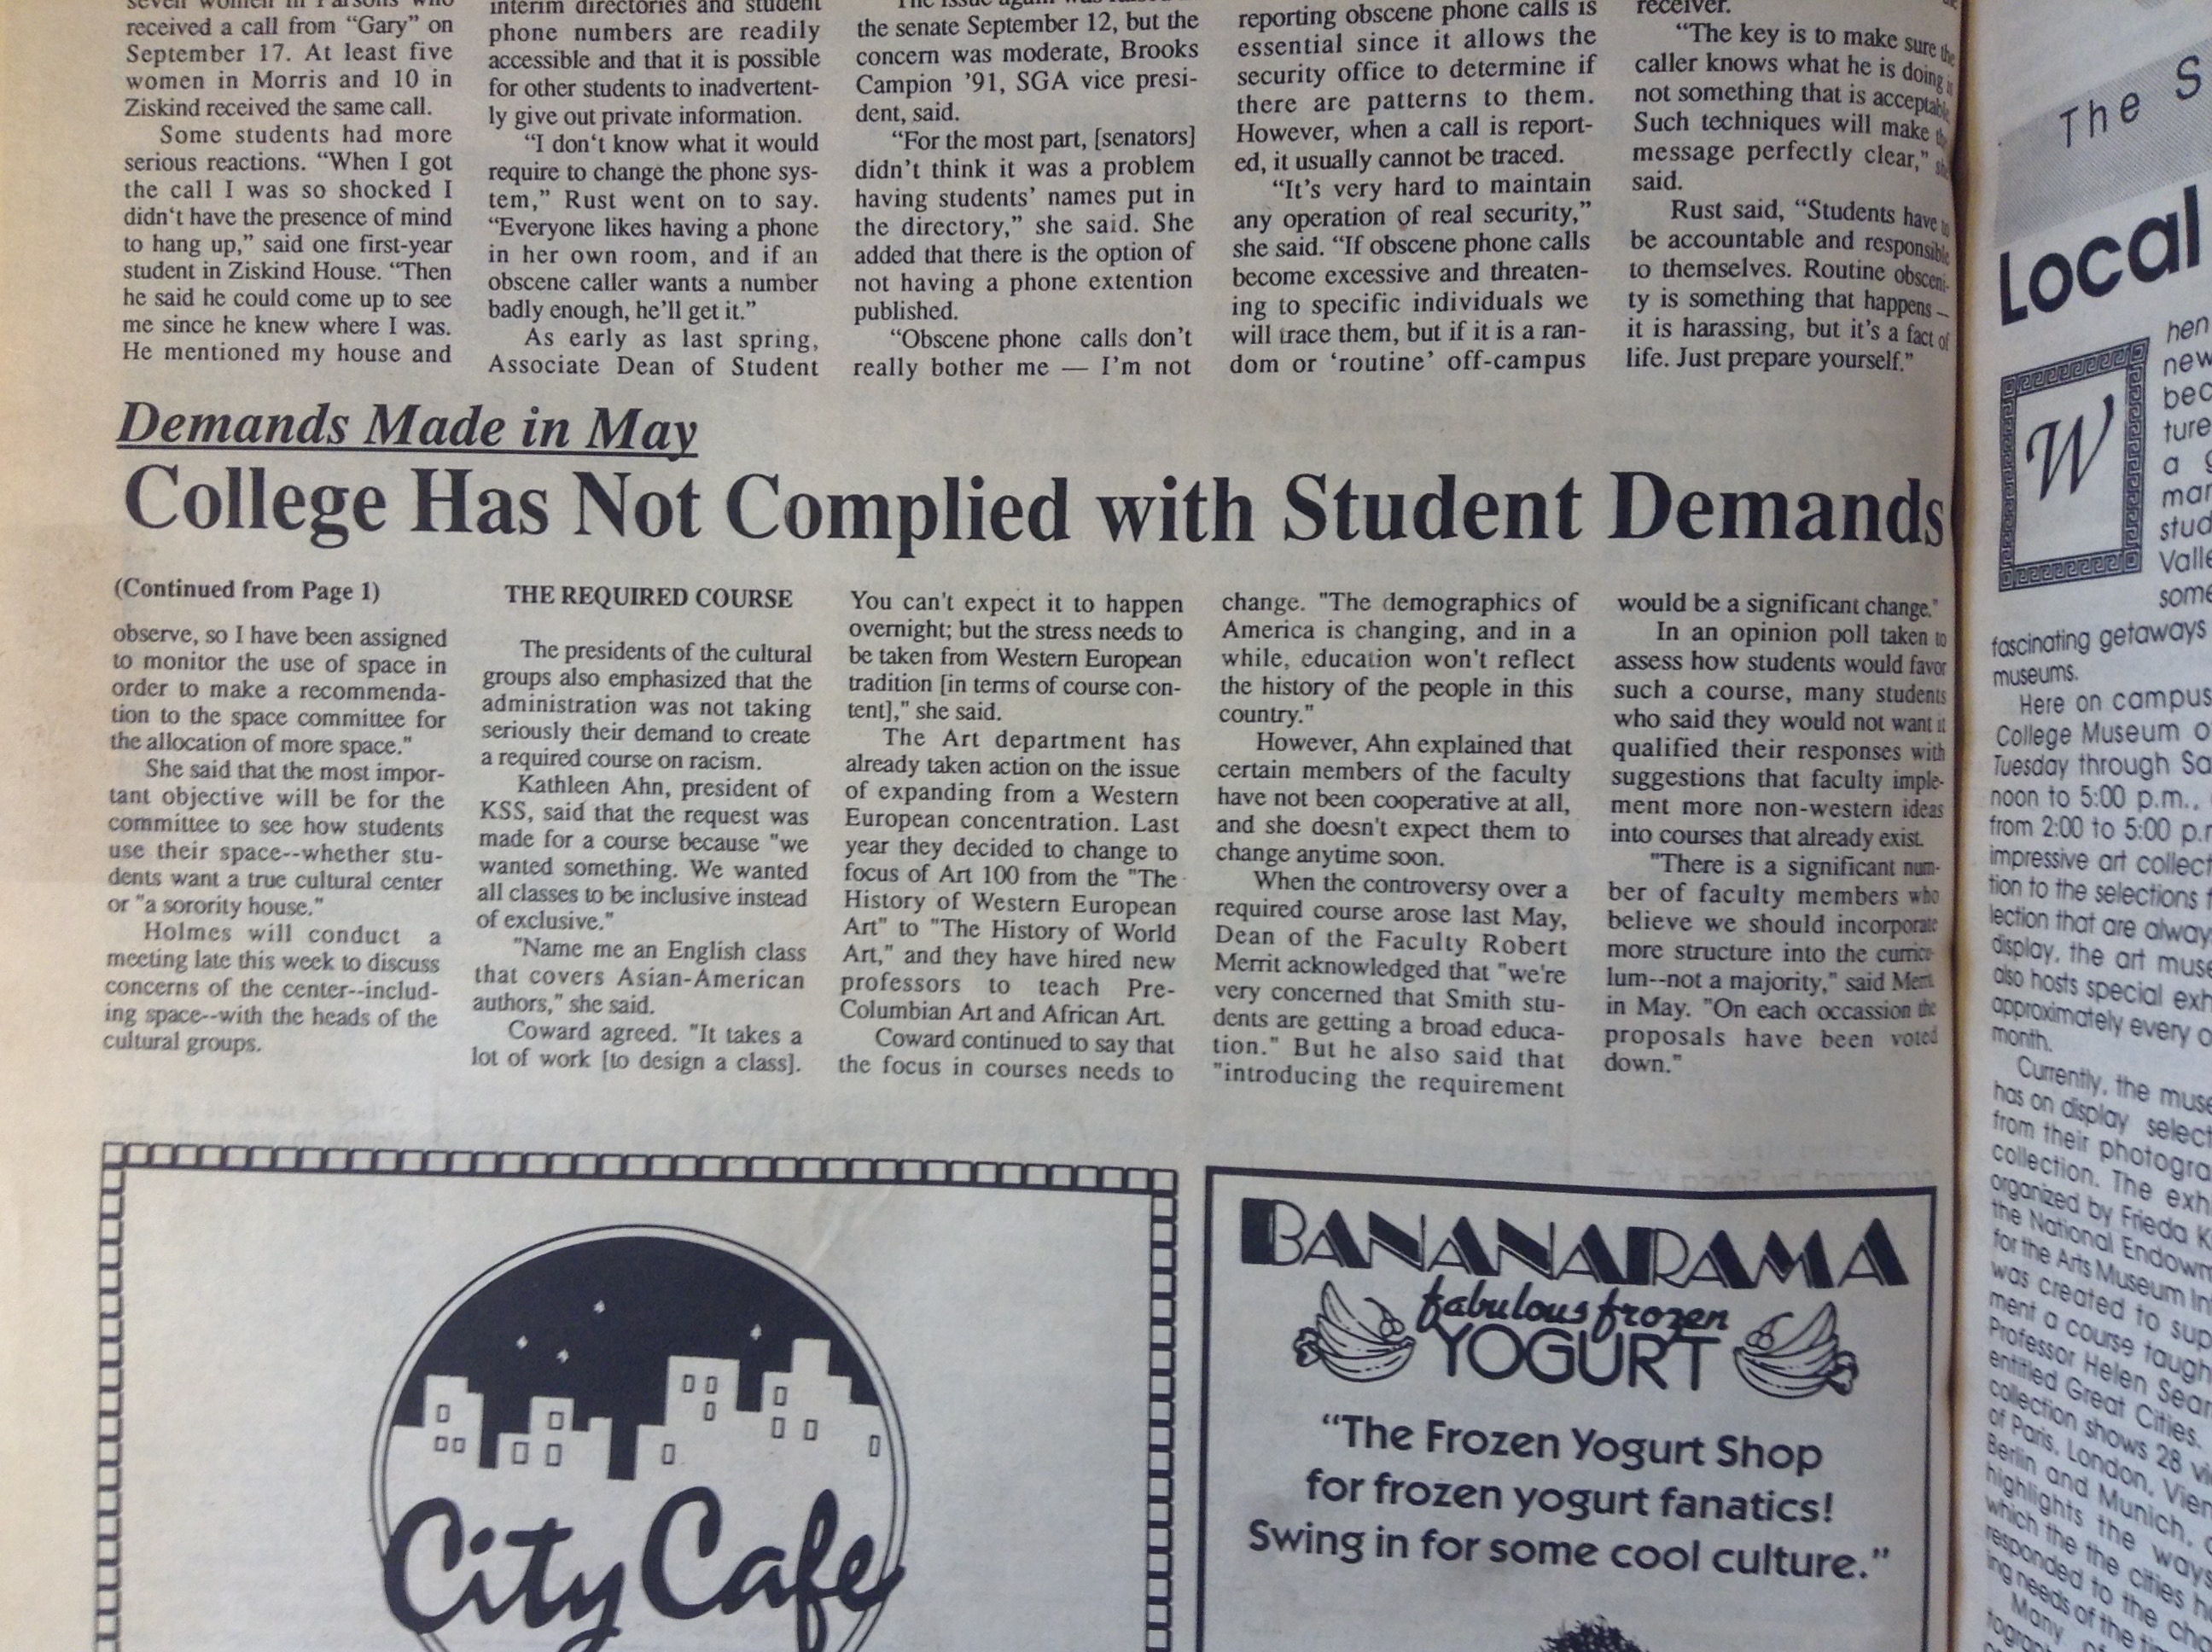 seven women in Parsons who
received a call from “Gary” on
September 17. At least five
women in Morris and 10 in
Ziskind received the same call.
Some students had more
serious reactions. “When I got
the call I was so shocked I
didn‘t have the presence of mind
to hang up,” said one first-year
student in Ziskind House. “Then
he said he could come up to see
me since he knew where I was.
He mentioned my house and
interim directories and student
phone numbers are readily
accessible and that it is possible
for other students to inadvertent-
ly give out private information.
“I don‘t know what it would
require to change the phone sys-
tem,” Rust went on to say.
“Everyone likes having a phone
in her own room, and if an
obscene caller wants a number
badly enough, he’ll get it.”
As early as last spring,
Associate Dean of Student
the senate September 12, but the
concern was moderate, Brooks
Campion ’91, SGA vice presi-
dent, said.
“For the most part, [senators]
didn’t think it was a problem
having students’ names put in
the directory,” she said. She
added that there is the option of
not having a phone extention
published.
“Obscene phone calls don’t
really bother me — I’m not
reporting obscene phone calls is
essential since it allows the
security office to determine if
there are patterns to them.
However, when a call is report-
ed, it usually cannot be traced.
“It’s very hard to maintain
any operation of real security,”
she said. “If obscene phone calls
become excessive and threaten-
ing to specific individuals we
will trace them, but if it is a ran-
dom or ‘routine’ off-campus
receiver.
“The key is to make sure the
caller knows what he is doing is
not something that is acceptable.
Such techniques will make the
message perfectly clear,” she
said.
Rust said, “Students have to
be accountable and responsible
to themselves. Routine obsceni-
ty is something that happens –
it is harassing, but it’s a fact of
life. Just prepare yourself.”
Demands Made in May
College Has Not Complied with Student Demands
(Continued from Page 1)
observe, so I have been assigned
to monitor the use of space in
order to make a recommenda-
tion to the space committee for
the allocation of more space."
She said that the most impor-
tant objective will be for the
committee to see how students
use their space--whether stu-
dents want a true cultural center
or "a sorority house."
Holmes will conduct a
meeting late this week to discuss
concerns of the center--includ-
ing space--with the heads of the
cultural groups.
THE REQUIRED COURSE
The presidents of the cultural
groups also emphasized that the
administration was not taking
seriously their demand to create
a required course on racism.
Kathleen Ahn, president of
KSS, said that the request was
made for a course because "we
wanted something. We wanted
all classes to be inclusive instead
of exclusive."
"Name me an English class
that covers Asian-American
authors," she said.
Coward agreed. "It takes a
lot of work [to design a class].
You can't expect it to happen
overnight; but the stress needs to
be taken from Western European
tradition [in terms of course con-
tent]," she said.
The Art department has
already taken action on the issue
of expanding from a Western
European concentration. Last
year they decided to change to
focus of Art 100 from the "The
History of Western European
Art" to "The History of World
Art," and they have hired new
professors to teach Pre-
Columbian Art and African Art.
Coward continued to say that
the focus in courses needs to
change. "The demographics of
America is changing, and in a
while, education won't reflect
the history of the people in this
country."
However, Ahn explained that
certain members of the faculty
have not been cooperative at all,
and she doesn't expect them to
change anytime soon.
When the controversy over a
required course arose last May,
Dean of the Faculty Robert
Merrit acknowledged that "we're
very concerned that Smith stu-
dents are getting a broad educa-
tion." But he also said that
"introducing the requirement
would be a significant change."
In an opinion poll taken to
assess how students would favor
such a course, many students
who said they would not want it
qualified their responses with
suggestions that faculty imple-
ment more non-western ideas
into courses that already exist.
"There is a significant num-
ber of faculty members who
believe we should incorporate
more structure into the curricu-
lum--not a majority," said Merrit
in May. "On each occassion the
proposals have been voted
down."
City Cafe
BANANARAMA
fabulous frozen
YOGURT
“The Frozen Yogurt Shop
for frozen yogurt fanatics!
Swing in for some cool culture.”
The S
Local
W
hen
new
bec
ture
a
mar
stud
Valle
some
fascinating getaways
museums.
Here on campus
College Museum o
Tuesday through Sa
noon to 5:00 p.m.,
from 2:00 to 5:00 p.
impressive art collect
tion to the selections
lection that are alway
display, the art muse
also hosts special exh
approximately every o
month.
Currently, the muse
has on display select
from their photogra
collection. The exh
organized by Frieda K
the National Endowm
for the Arts Museum In
was created to sup
ment a course taugh
Professor Helen Sear
entitled Great Cities.
collection shows 28 vi
of Paris, London, Vien
Berlin and Munich.
highlights the ways
which the the cities h
responded to the cha
ing needs of the
Many